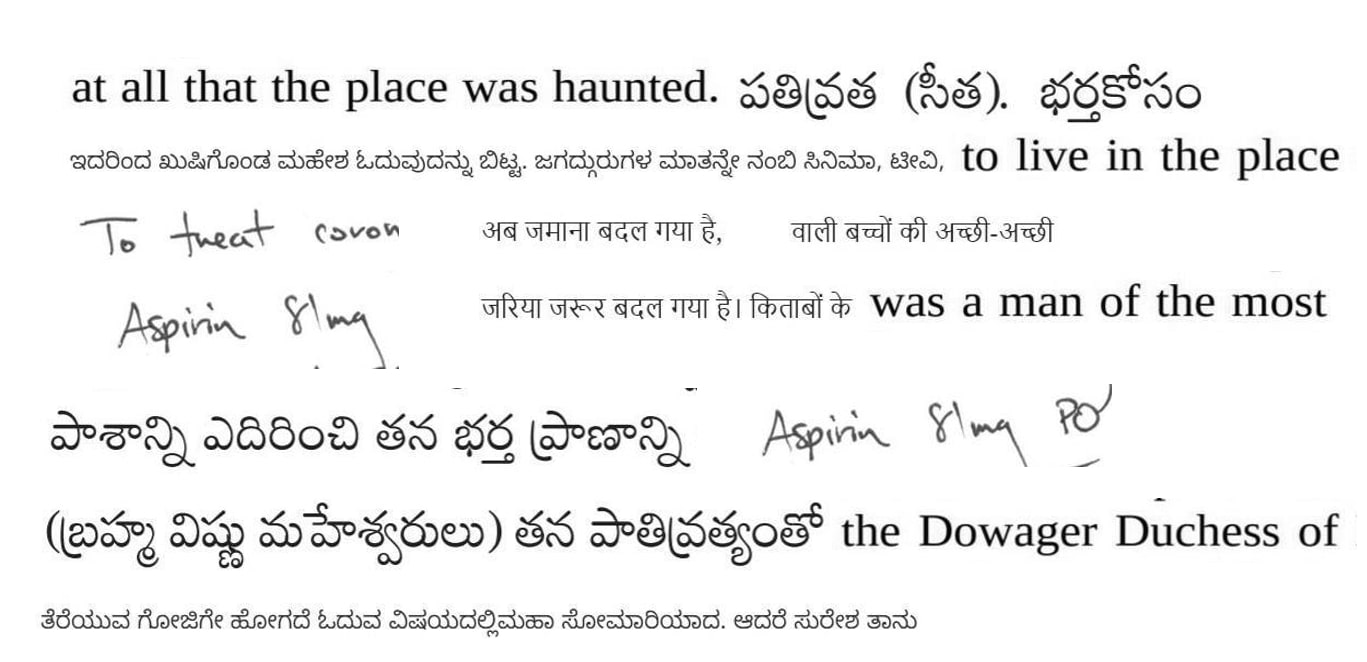 at all that the place was haunted. పతివ్రత (సీత). భర్తకోసం
ಇದರಿಂದ ಖುಷಿಗೊಂಡ ಮಹೇಶ ಓದುವುದನ್ನು ಬಿಟ್ಟ. ಜಗದ್ಗುರುಗಳ ಮಾತನ್ನೇ ನಂಬಿ ಸಿನಿಮಾ, ಟೀವಿ, to live in the place
To treat coron अब जमाना बदल गया है, वाली बच्चों की अच्छी-अच्छी
Aspirin 81mg जरिया जरूर बदल गया है। किताबों के was a man of the most
పాశాన్ని ఎదిరించి తన భర్త ప్రాణాన్ని Aspirin 81mg PO
(బ్రహ్మ విష్ణు మహేశ్వరులు) తన పాతివ్రత్యంతో the Dowager Duchess of
ತೆರೆಯುವ ಗೋಜಿಗೇ ಹೋಗದೆ ಓದುವ ವಿಷಯದಲ್ಲಿಮಹಾ ಸೋಮಾರಿಯಾದ. ಆದರೆ ಸುರೇಶ ತಾನು